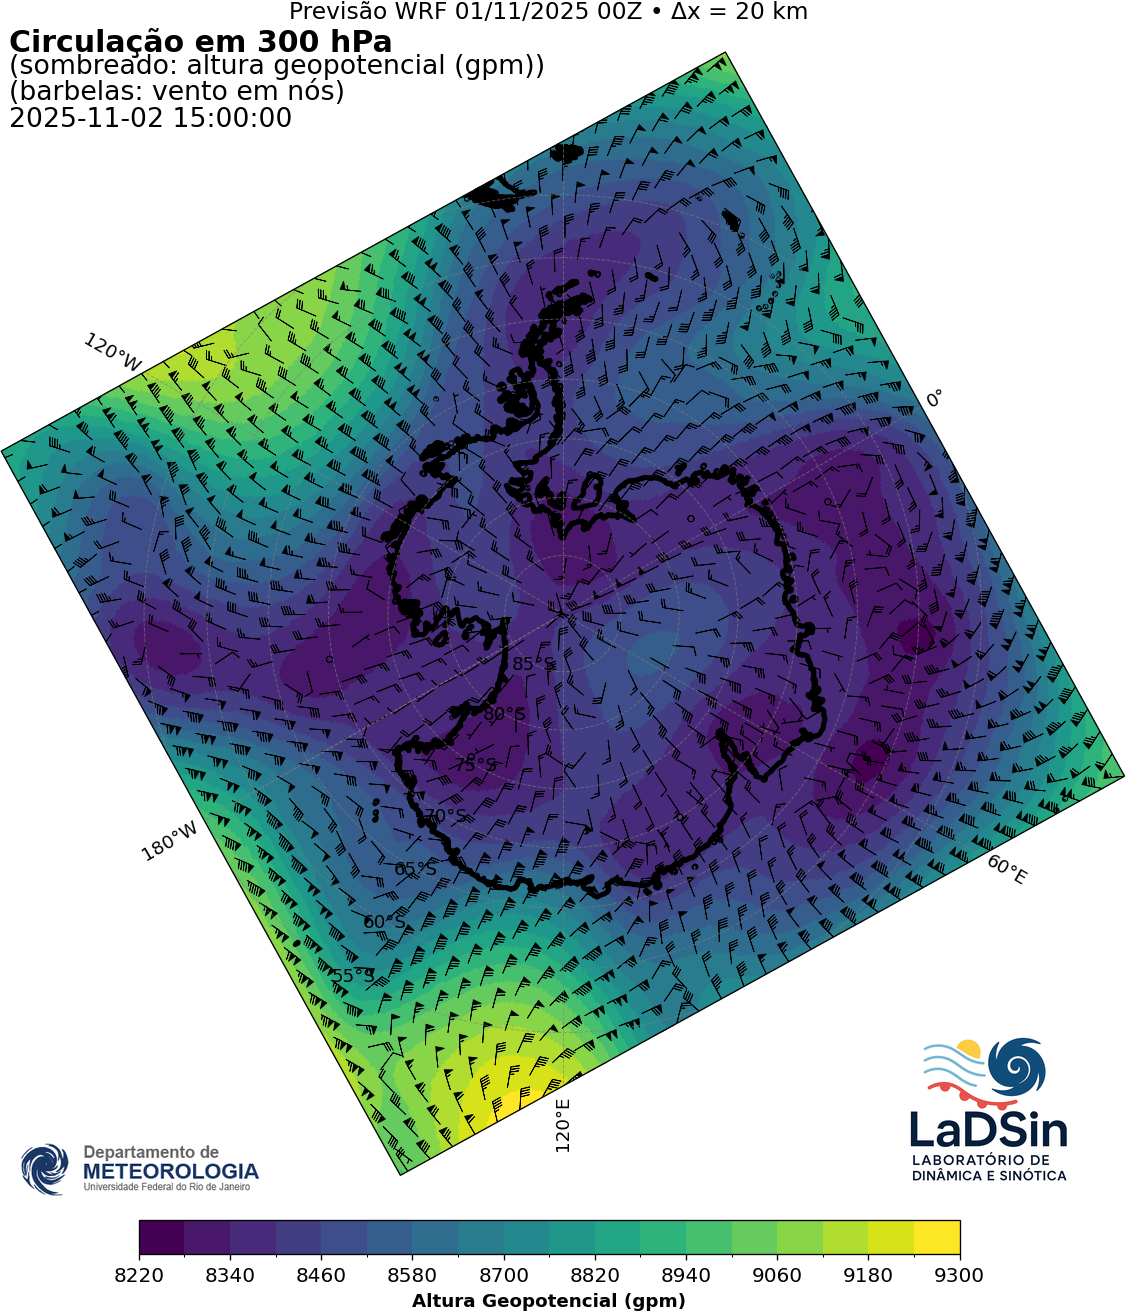 Previsão WRF 01/11/2025 00Z • Δx = 20 km
Circulação em 300 hPa
(sombreado: altura geopotencial (gpm))
(barbelas: vento em nós)
2025-11-02 15:00:00
120°W
0°
85°S
80°S
75°S
70°S
180°W
65°S
60°E
60°S
55°S
120°E
LaDSin
LABORATÓRIO DE
DINÂMICA E SINÓTICA
Departamento de
METEOROLOGIA
Universidade Federal do Rio de Janeiro
8220 8340 8460 8580 8700 8820 8940 9060 9180 9300
Altura Geopotencial (gpm)